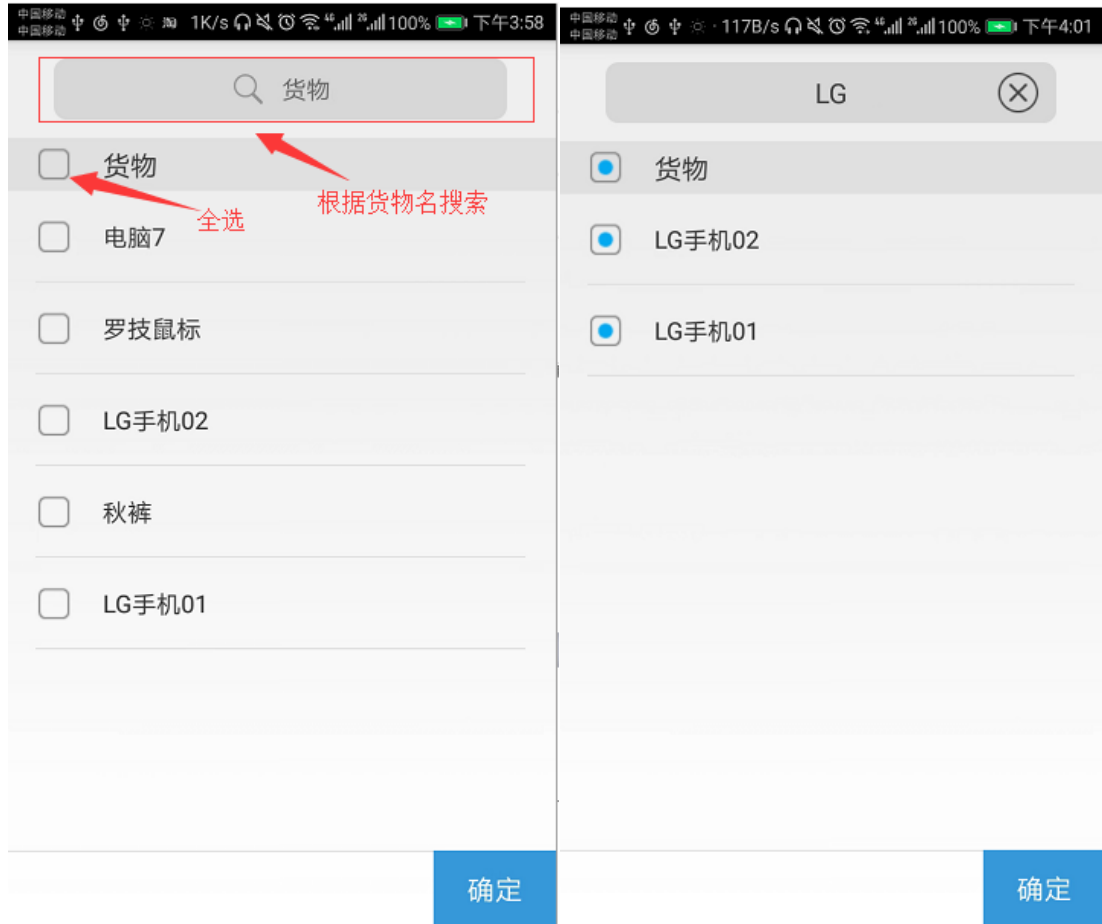 中国移动
中国移动
1K/s
4G
2G
100%
下午3:58
货物
货物
全选
根据货物名搜索
电脑7
罗技鼠标
LG手机02
秋裤
LG手机01
确定
中国移动
中国移动
117B/s
4G
2G
100%
下午4:01
LG
货物
LG手机02
LG手机01
确定